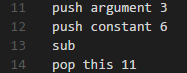 11 push argument 3
12 push constant 6
13 sub
14 pop this 11